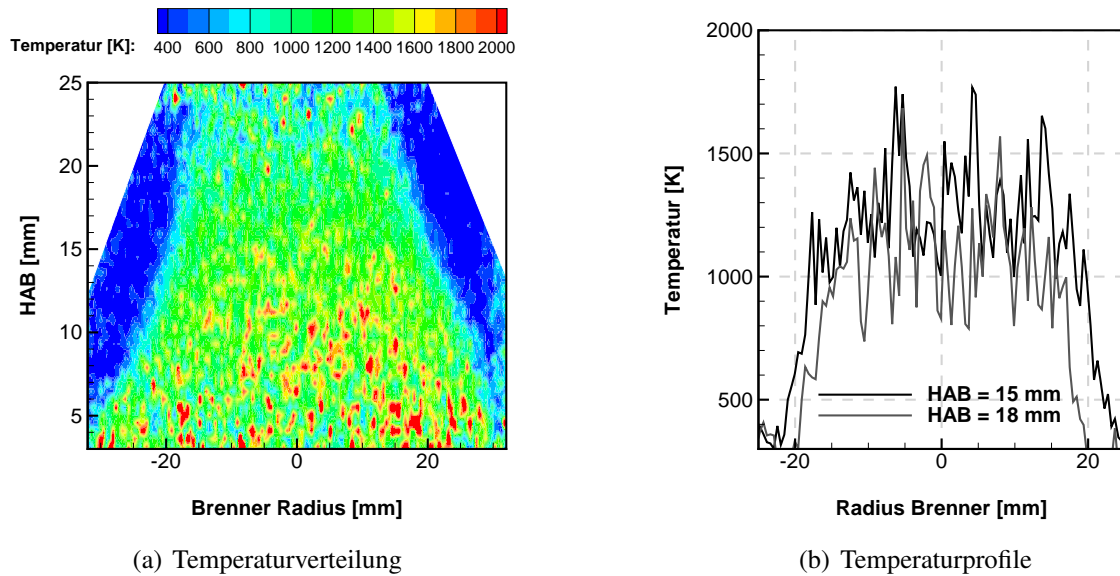 Temperatur [K]: 400 600 800 1000 1200 1400 1600 1800 2000
25
20
15
10
5
HAB [mm]
-20 0 20
Brenner Radius [mm]
(a) Temperaturverteilung
2000
1500
1000
500
Temperatur [K]
HAB = 15 mm
HAB = 18 mm
-20 0 20
Radius Brenner [mm]
(b) Temperaturprofile